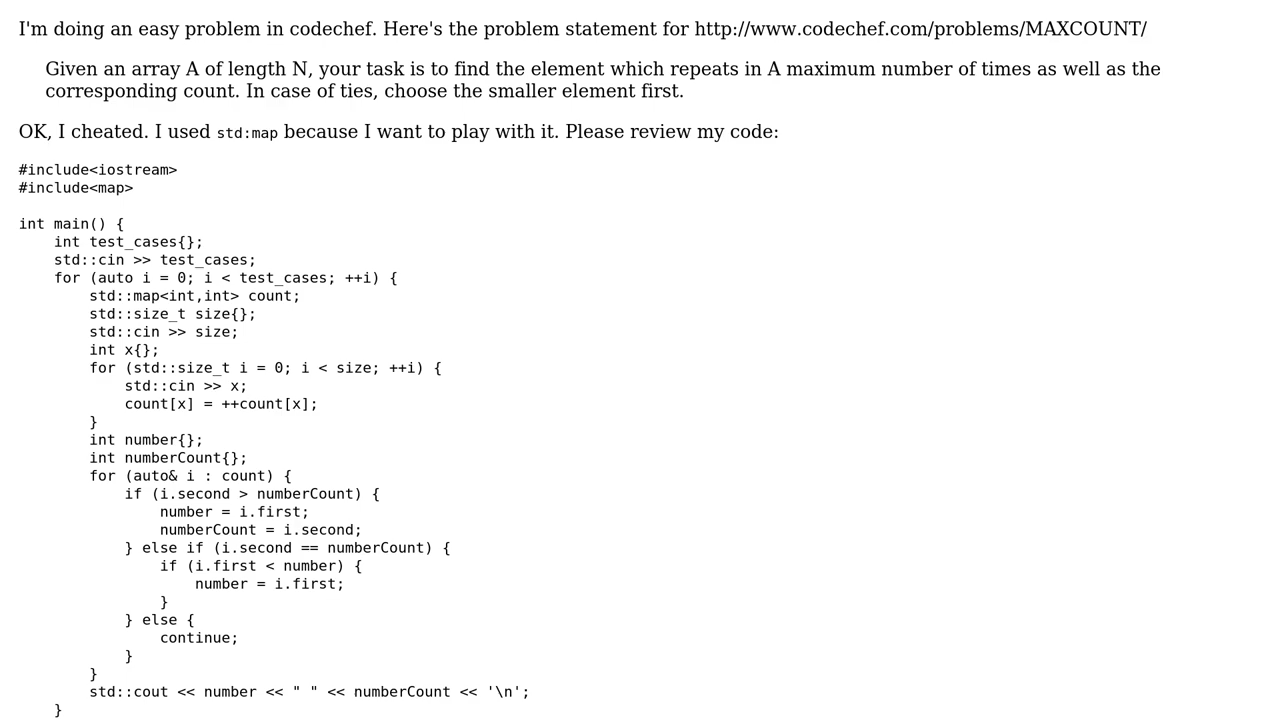 I'm doing an easy problem in codechef. Here's the problem statement for http://www.codechef.com/problems/MAXCOUNT/
Given an array A of length N, your task is to find the element which repeats in A maximum number of times as well as the
corresponding count. In case of ties, choose the smaller element first.
OK, I cheated. I used std:map because I want to play with it. Please review my code:
#include<iostream>
#include<map>

int main() {
    int test_cases{};
    std::cin >> test_cases;
    for (auto i = 0; i < test_cases; ++i) {
        std::map<int,int> count;
        std::size_t size{};
        std::cin >> size;
        int x{};
        for (std::size_t i = 0; i < size; ++i) {
            std::cin >> x;
            count[x] = ++count[x];
        }
        int number{};
        int numberCount{};
        for (auto& i : count) {
            if (i.second > numberCount) {
                number = i.first;
                numberCount = i.second;
            } else if (i.second == numberCount) {
                if (i.first < number) {
                    number = i.first;
                }
            } else {
                continue;
            }
        }
        std::cout << number << " " << numberCount << '\n';
    }